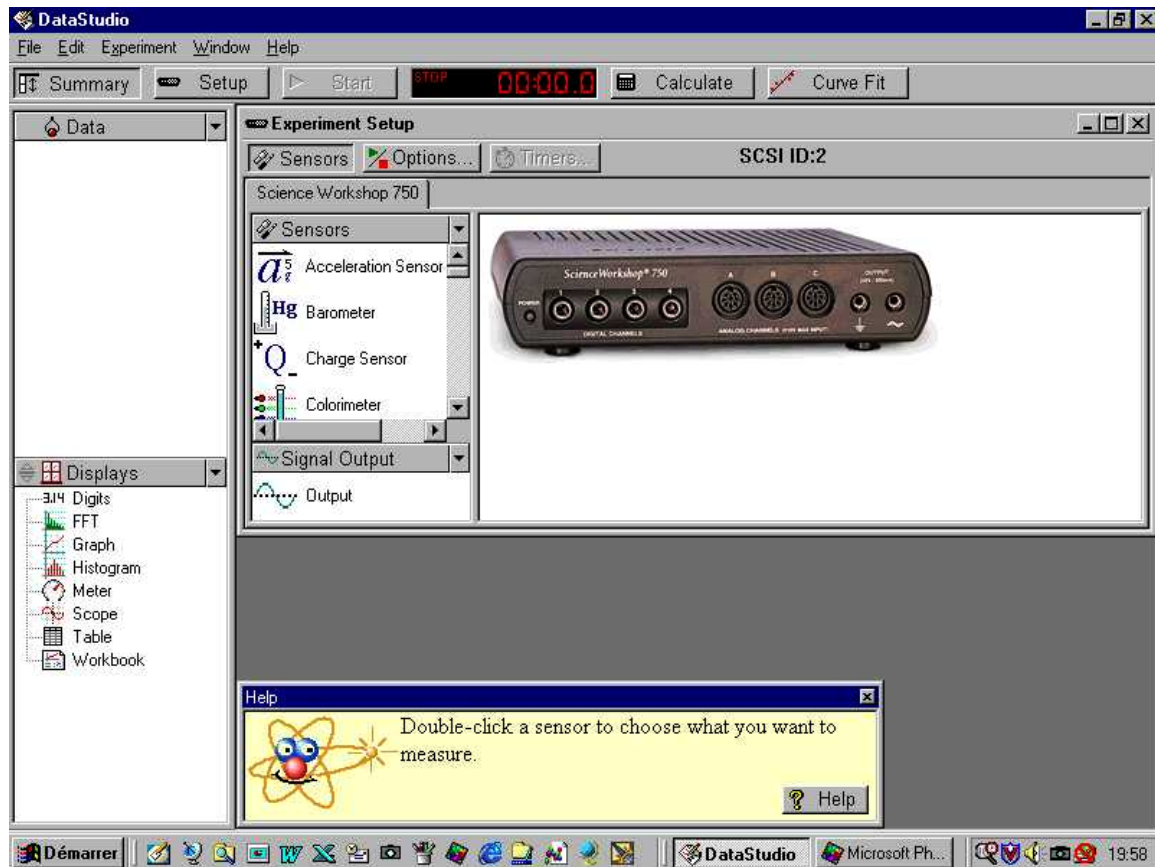 DataStudio
File Edit Experiment Window Help
Summary Setup Start STOP 00:00.0 Calculate Curve Fit
Data
Experiment Setup
Sensors Options... Timers... SCSI ID:2
Science Workshop 750
Sensors
Acceleration Sensor
Hg Barometer
Charge Sensor
Colorimeter
Signal Output
Output
ScienceWorkshop® 750
A B C OUTPUT
POWER 1 2 3 4
DIGITAL CHANNELS
Displays
3.14 Digits
FFT
Graph
Histogram
Meter
Scope
Table
Workbook
Help
Double-click a sensor to choose what you want to
measure.
Help
Démarrer DataStudio Microsoft Ph... 19:58